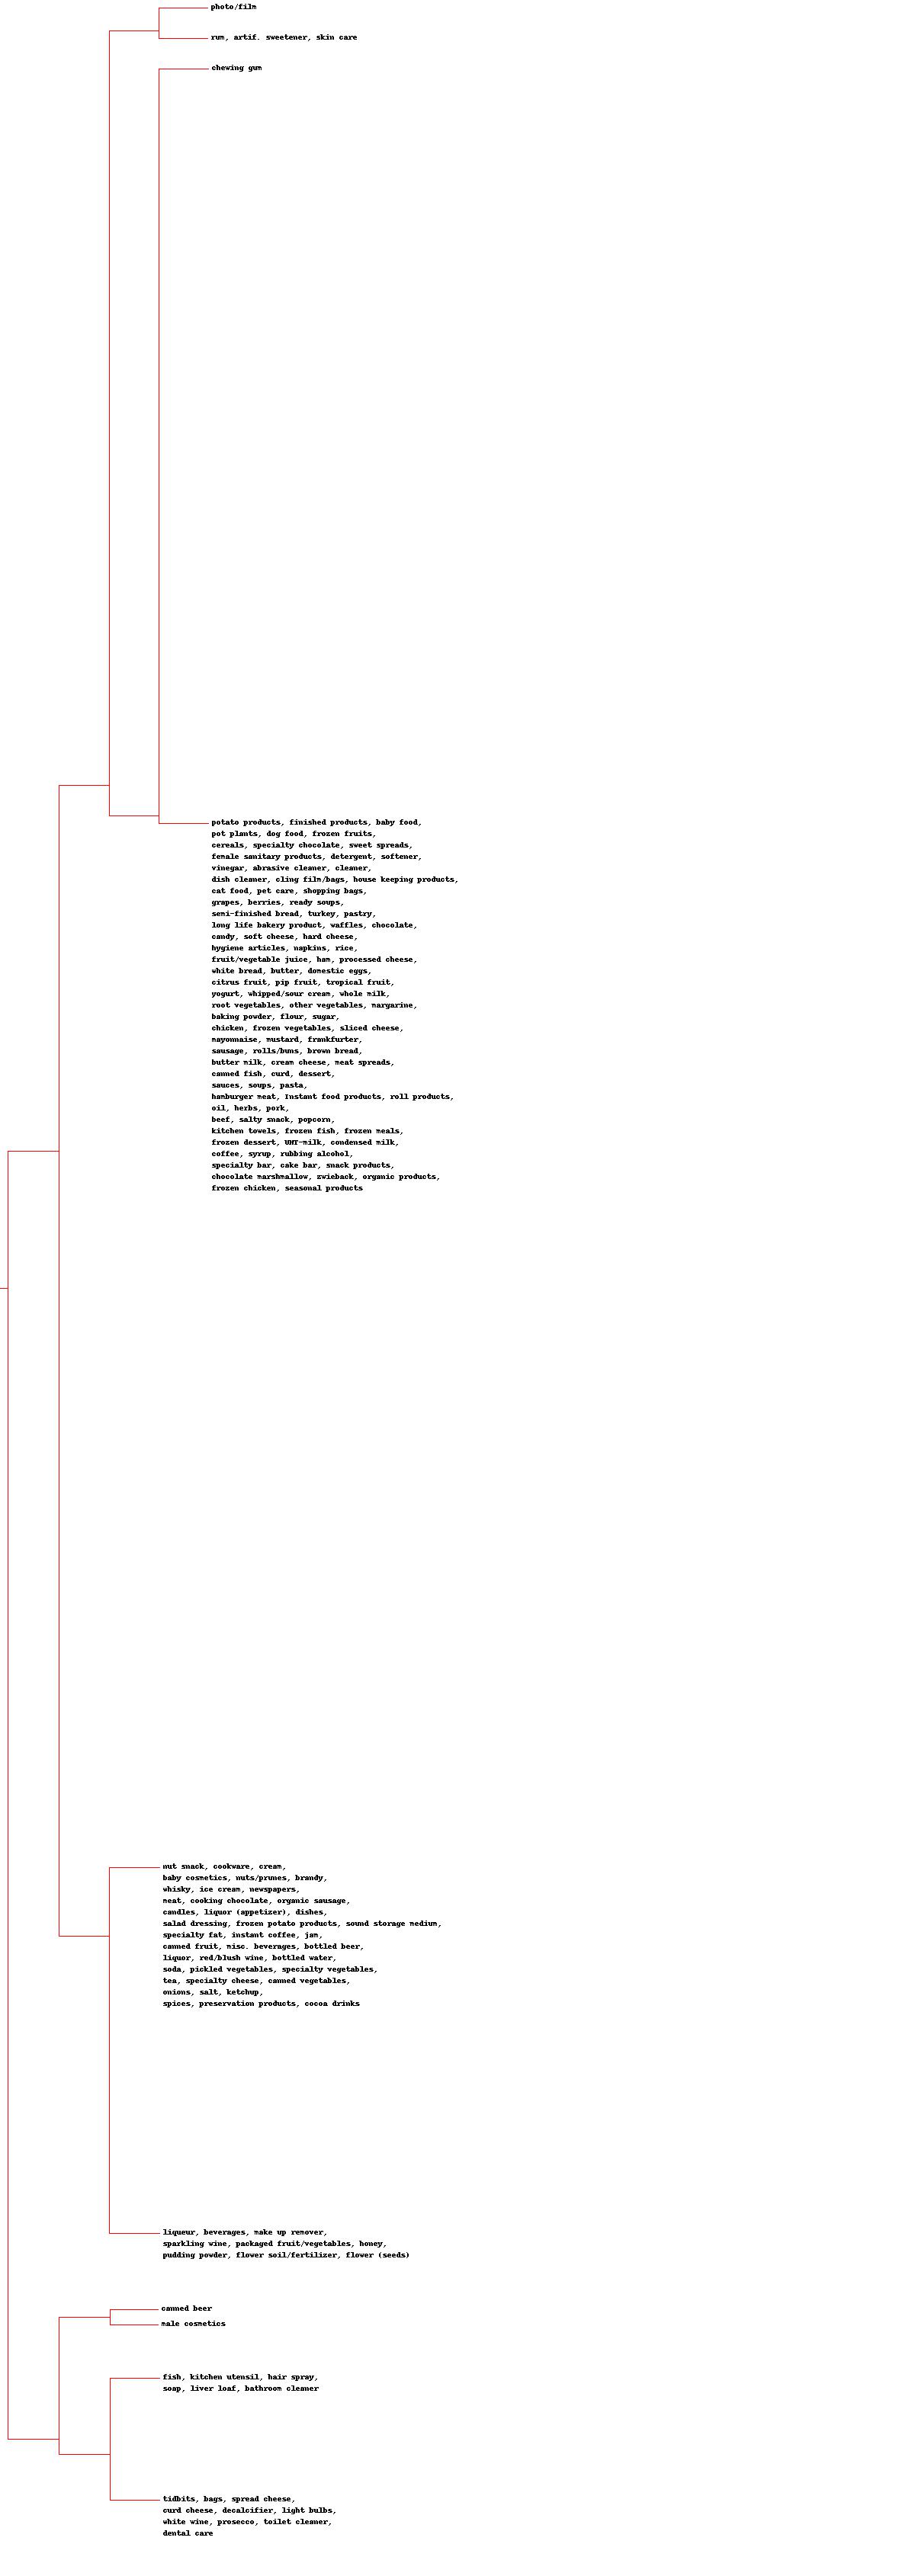 photo/film
rum, artif. sweetener, skin care
chewing gum
potato products, finished products, baby food,
pot plants, dog food, frozen fruits,
cereals, specialty chocolate, sweet spreads,
female sanitary products, detergent, softener,
vinegar, abrasive cleaner, cleaner,
dish cleaner, cling film/bags, house keeping products,
cat food, pet care, shopping bags,
grapes, berries, ready soups,
semi-finished bread, turkey, pastry,
long life bakery product, waffles, chocolate,
candy, soft cheese, hard cheese,
hygiene articles, napkins, rice,
fruit/vegetable juice, ham, processed cheese,
white bread, butter, domestic eggs,
citrus fruit, pip fruit, tropical fruit,
yogurt, whipped/sour cream, whole milk,
root vegetables, other vegetables, margarine,
baking powder, flour, sugar,
chicken, frozen vegetables, sliced cheese,
mayonnaise, mustard, frankfurter,
sausage, rolls/buns, brown bread,
butter milk, cream cheese, meat spreads,
canned fish, curd, dessert,
sauces, soups, pasta,
hamburger meat, Instant food products, roll products,
oil, herbs, pork,
beef, salty snack, popcorn,
kitchen towels, frozen fish, frozen meals,
frozen dessert, UHT-milk, condensed milk,
coffee, syrup, rubbing alcohol,
specialty bar, cake bar, snack products,
chocolate marshmallow, zwieback, organic products,
frozen chicken, seasonal products
nut snack, cookware, cream,
baby cosmetics, nuts/prunes, brandy,
whisky, ice cream, newspapers,
meat, cooking chocolate, organic sausage,
candles, liquor (appetizer), dishes,
salad dressing, frozen potato products, sound storage medium,
specialty fat, instant coffee, jam,
canned fruit, misc. beverages, bottled beer,
liquor, red/blush wine, bottled water,
soda, pickled vegetables, specialty vegetables,
tea, specialty cheese, canned vegetables,
onions, salt, ketchup,
spices, preservation products, cocoa drinks
liqueur, beverages, make up remover,
sparkling wine, packaged fruit/vegetables, honey,
pudding powder, flower soil/fertilizer, flower (seeds)
canned beer
male cosmetics
fish, kitchen utensil, hair spray,
soap, liver loaf, bathroom cleaner
tidbits, bags, spread cheese,
curd cheese, decalcifier, light bulbs,
white wine, prosecco, toilet cleaner,
dental care